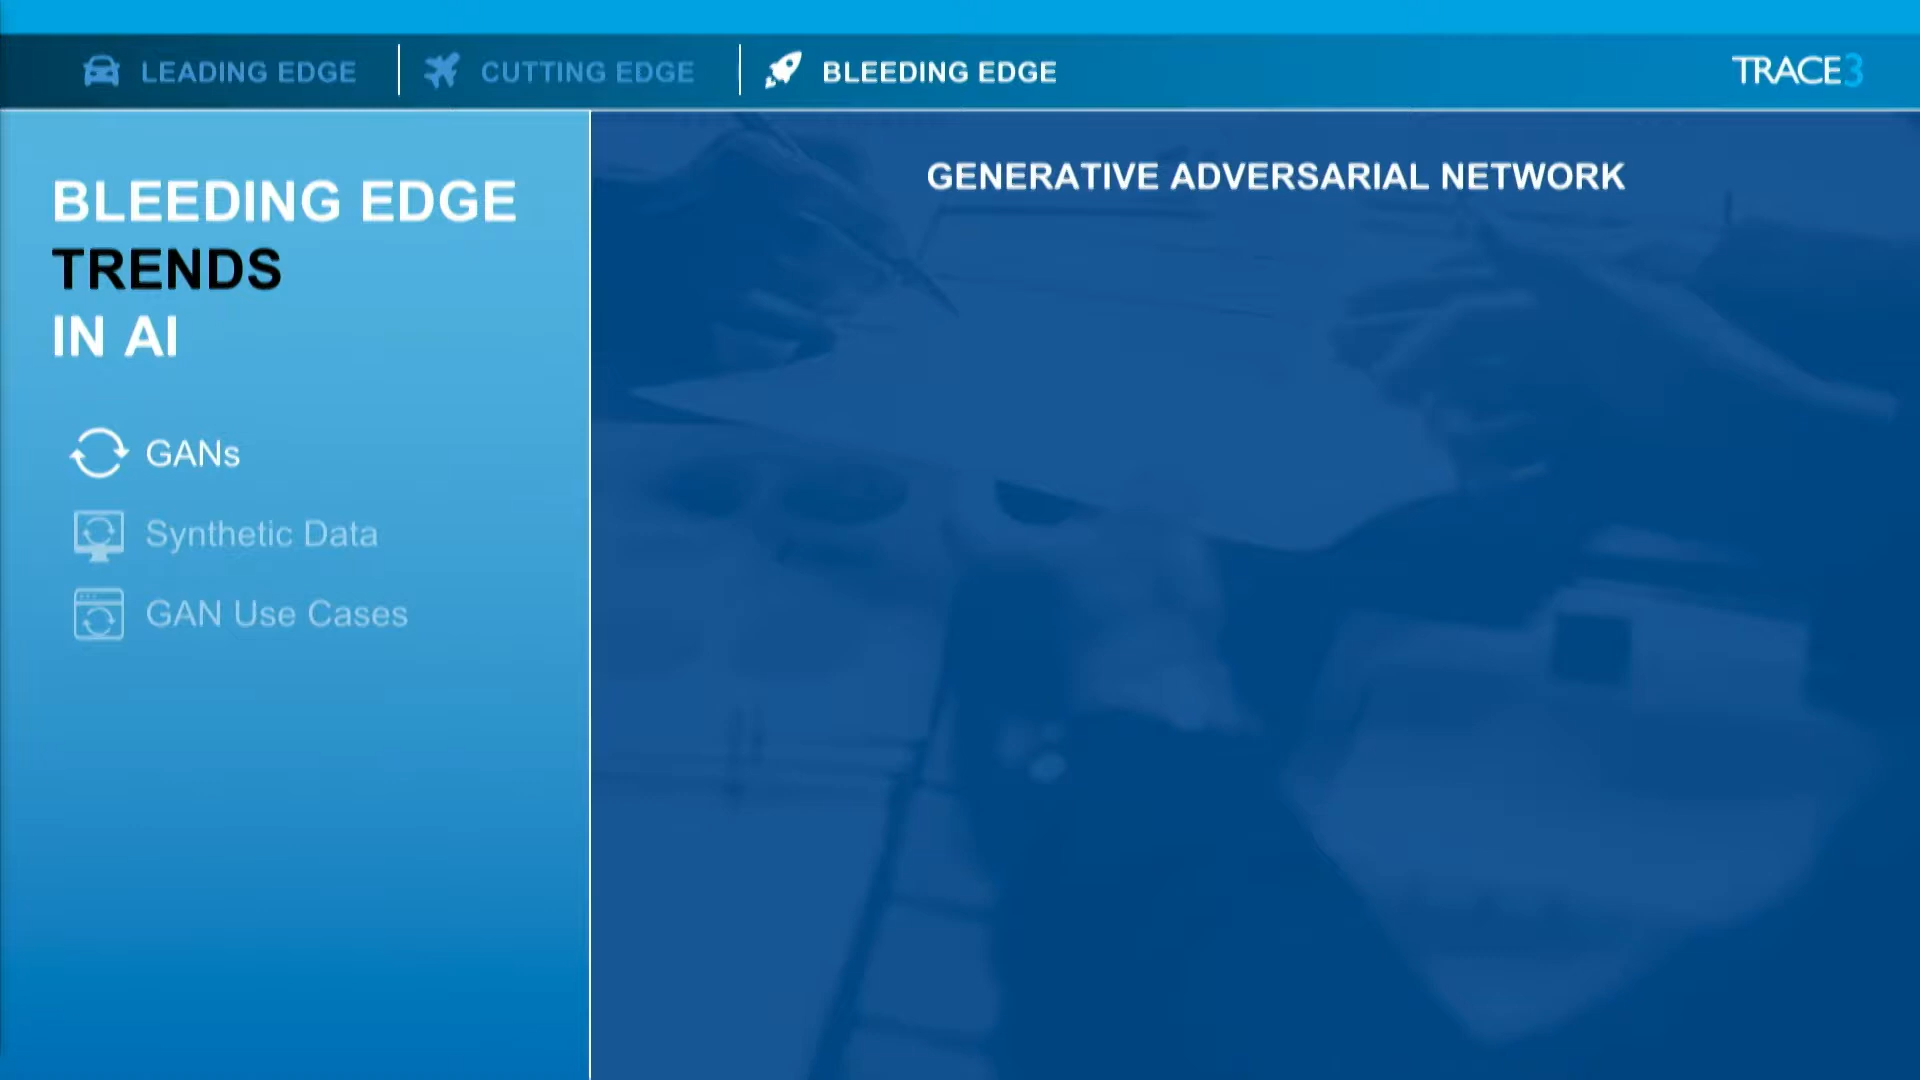 LEADING EDGE
CUTTING EDGE
BLEEDING EDGE
TRACE3
BLEEDING EDGE
TRENDS
IN AI
GANs
Synthetic Data
GAN Use Cases
GENERATIVE ADVERSARIAL NETWORK